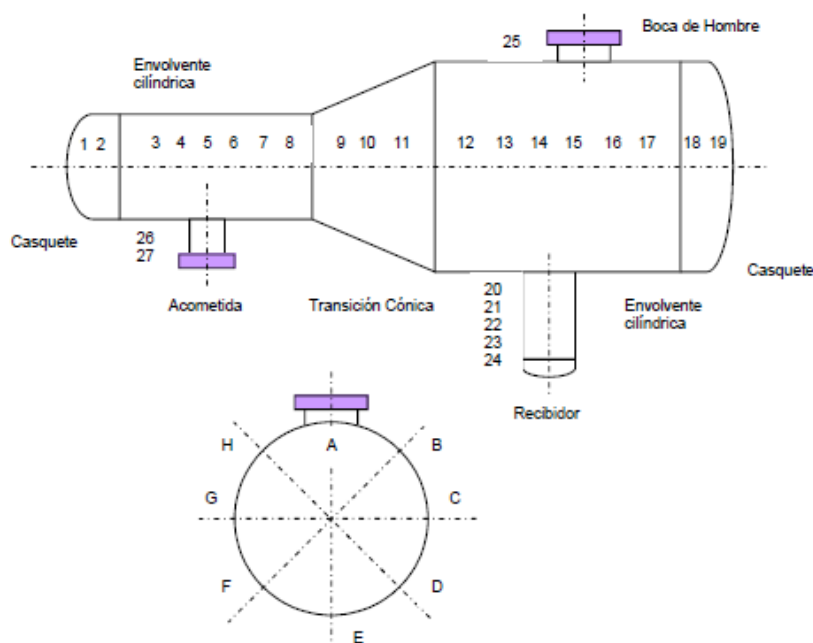 25
Boca de Hombre
Envolvente
cilíndrica
1 2 3 4 5 6 7 8 9 10 11 12 13 14 15 16 17 18 19
Casquete
26
27
Acometida
Transición Cónica
20
21
22
23
24
Envolvente
cilíndrica
Casquete
Recibidor
H A B
G C
F D
E